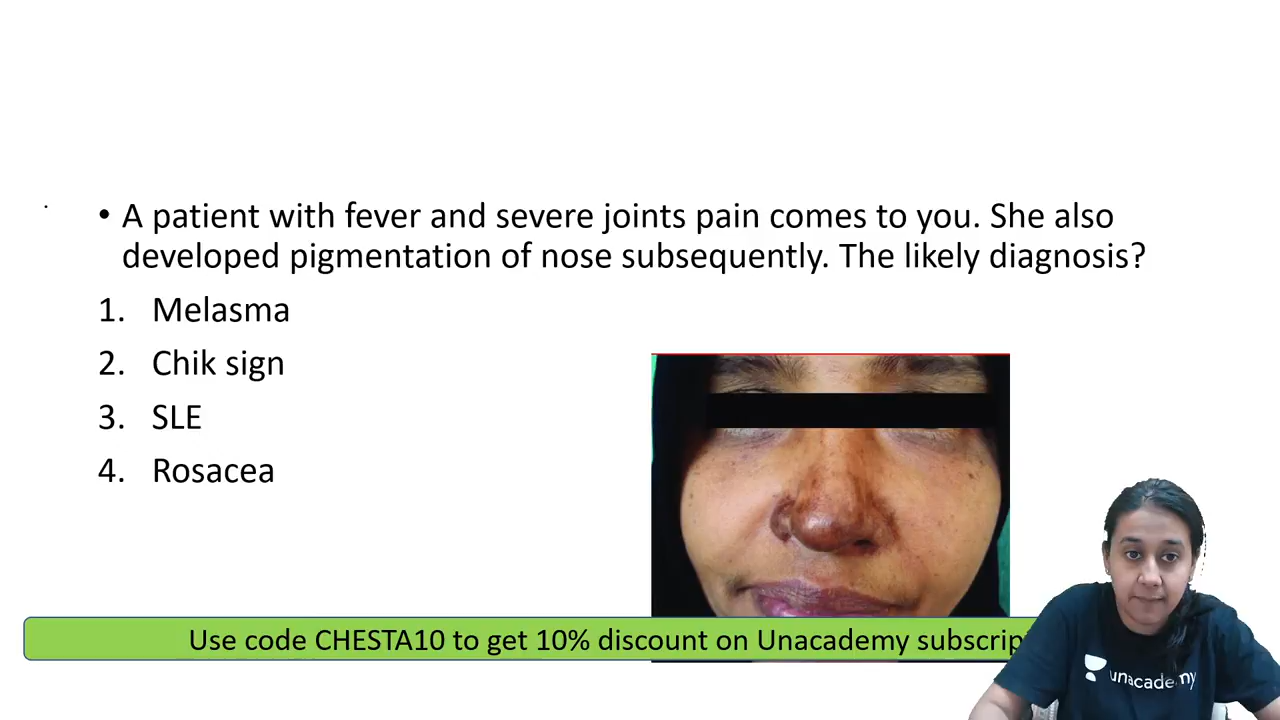 • A patient with fever and severe joints pain comes to you. She also
developed pigmentation of nose subsequently. The likely diagnosis?
1. Melasma
2. Chik sign
3. SLE
4. Rosacea
Use code CHESTA10 to get 10% discount on Unacademy subscrip
unacademy